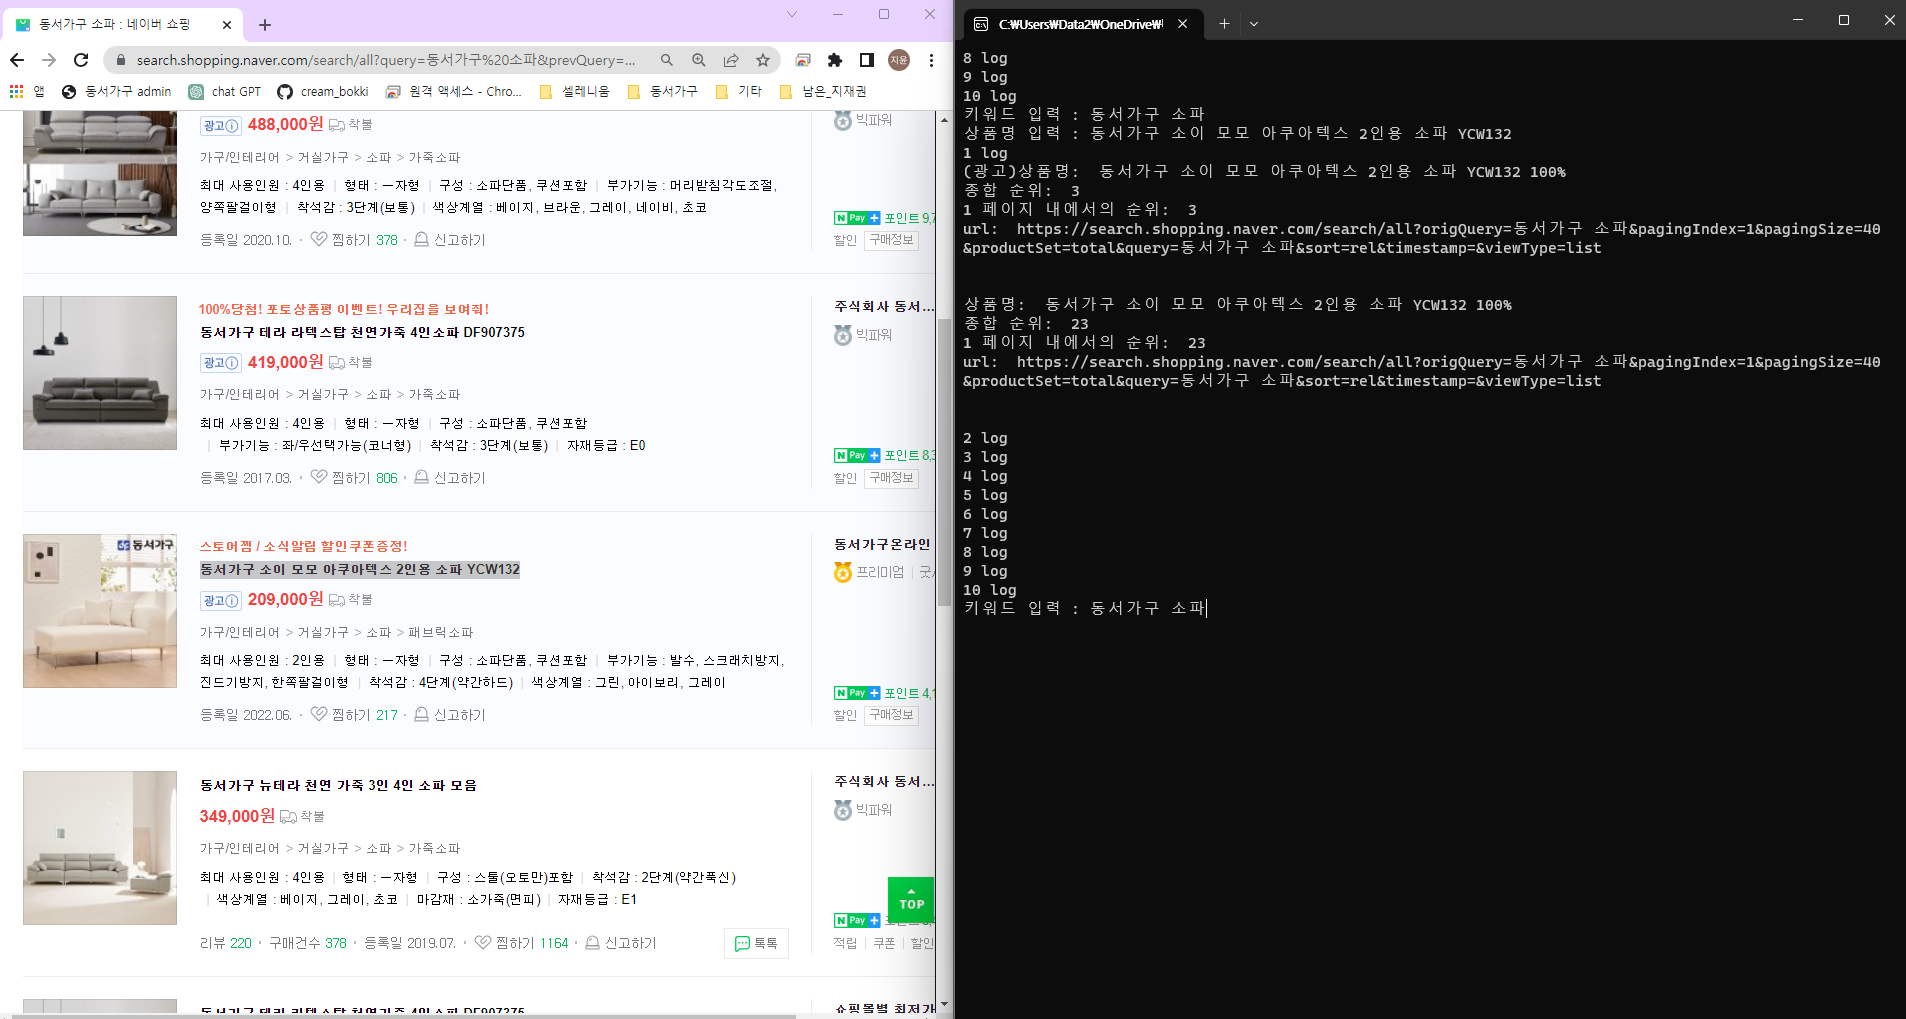 동서가구 소파 : 네이버 쇼핑
search.shopping.naver.com/search/all?query=동서가구%20소파&prevQuery=...
지윤
앱
동서가구 admin
chat GPT
cream_bokki
원격 액세스 - Chro...
셀레니움
동서가구
기타
남은_지재권
광고 488,000원 착불
가구/인테리어 > 거실가구 > 소파 > 가죽소파
최대 사용인원 : 4인용 | 형태 : 일자형 | 구성 : 소파단품, 쿠션포함 | 부가기능 : 머리받침각도조절,
양쪽팔걸이형 | 착석감 : 3단계(보통) | 색상계열 : 베이지, 브라운, 그레이, 네이비, 초코
등록일 2020.10. · 찜하기 378 · 신고하기
빅파워
N Pay + 포인트 9,7
할인 구매정보
100%당첨! 포토상품평 이벤트! 우리집을 보여줘!
동서가구 테라 라텍스탑 천연가죽 4인소파 DF907375
광고 419,000원 착불
가구/인테리어 > 거실가구 > 소파 > 가죽소파
최대 사용인원 : 4인용 | 형태 : 일자형 | 구성 : 소파단품, 쿠션포함
| 부가기능 : 좌/우선택가능(코너형) | 착석감 : 3단계(보통) | 자재등급 : E0
등록일 2017.03. · 찜하기 806 · 신고하기
주식회사 동서...
빅파워
N Pay + 포인트 8,3
할인 구매정보
동서가구
스토어찜 / 소식알림 할인쿠폰증정!
동서가구 소이 모모 아쿠아텍스 2인용 소파 YCW132
광고 209,000원 착불
가구/인테리어 > 거실가구 > 소파 > 패브릭소파
최대 사용인원 : 2인용 | 형태 : 일자형 | 구성 : 소파단품, 쿠션포함 | 부가기능 : 발수, 스크래치방지,
진드기방지, 한쪽팔걸이형 | 착석감 : 4단계(약간하드) | 색상계열 : 그린, 아이보리, 그레이
등록일 2022.06. · 찜하기 217 · 신고하기
동서가구온라인
프리미엄 | 굿
N Pay + 포인트 4,1
할인 구매정보
동서가구 뉴테라 천연 가죽 3인 4인 소파 모음
349,000원 착불
가구/인테리어 > 거실가구 > 소파 > 가죽소파
최대 사용인원 : 4인용 | 형태 : 일자형 | 구성 : 스툴(오토만)포함 | 착석감 : 2단계(약간푹신)
| 색상계열 : 베이지, 그레이, 초코 | 마감재 : 소가죽(면피) | 자재등급 : E1
리뷰 220 · 구매건수 378 · 등록일 2019.07. · 찜하기 1164 · 신고하기
톡톡
주식회사 동서...
빅파워
TOP
N Pay +
적립 | 쿠폰 | 할인
동서가구 테라 라텍스탑 천연가죽 4인소파 DF907375
쇼핑몰별 최저가
C:₩Users₩Data2₩OneDrive₩
8 log
9 log
10 log
키워드 입력 : 동서가구 소파
상품명 입력 : 동서가구 소이 모모 아쿠아텍스 2인용 소파 YCW132
1 log
(광고)상품명:  동서가구 소이 모모 아쿠아텍스 2인용 소파 YCW132 100%
종합 순위:  3
1 페이지 내에서의 순위:  3
url:  https://search.shopping.naver.com/search/all?origQuery=동서가구 소파&pagingIndex=1&pagingSize=40
&productSet=total&query=동서가구 소파&sort=rel&timestamp=&viewType=list
상품명:  동서가구 소이 모모 아쿠아텍스 2인용 소파 YCW132 100%
종합 순위:  23
1 페이지 내에서의 순위:  23
url:  https://search.shopping.naver.com/search/all?origQuery=동서가구 소파&pagingIndex=1&pagingSize=40
&productSet=total&query=동서가구 소파&sort=rel&timestamp=&viewType=list
2 log
3 log
4 log
5 log
6 log
7 log
8 log
9 log
10 log
키워드 입력 : 동서가구 소파